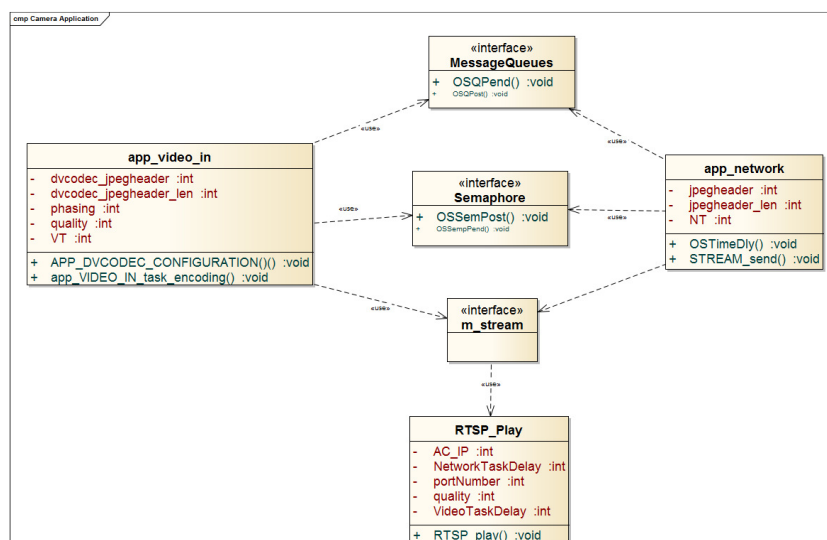 cmp Camera Application
«interface»
MessageQueues
+ OSQPend() :void
+ OSQPost() :void
«use»
«use»
app_video_in
- dvcodec_jpegheader :int
- dvcodec_jpegheader_len :int
- phasing :int
- quality :int
- VT :int
+ APP_DVCODEC_CONFIGURATION()() :void
+ app_VIDEO_IN_task_encoding() :void
«use»
«interface»
Semaphore
+ OSSemPost() :void
+ OSSempPend() :void
«use»
app_network
- jpegheader :int
- jpegheader_len :int
- NT :int
+ OSTimeDly() :void
+ STREAM_send() :void
«use»
«interface»
m_stream
«use»
RTSP_Play
- AC_IP :int
- NetworkTaskDelay :int
- portNumber :int
- quality :int
- VideoTaskDelay :int
+ RTSP_play() :void